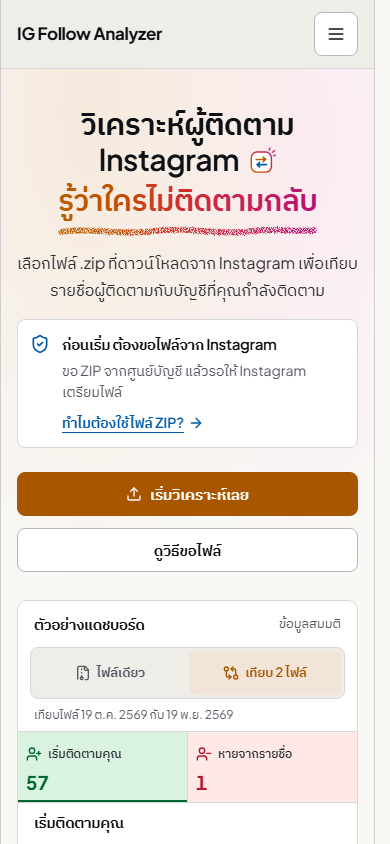 IG Follow Analyzer
วิเคราะห์ผู้ติดตาม
Instagram
รู้ว่าใครไม่ติดตามกลับ
เลือกไฟล์ .zip ที่ดาวน์โหลดจาก Instagram เพื่อเทียบ
รายชื่อผู้ติดตามกับบัญชีที่คุณกำลังติดตาม
ก่อนเริ่ม ต้องขอไฟล์จาก Instagram
ขอ ZIP จากศูนย์บัญชี แล้วรอให้ Instagram
เตรียมไฟล์
ทำไมต้องใช้ไฟล์ ZIP? →
เริ่มวิเคราะห์เลย
ดูวิธีขอไฟล์
ตัวอย่างแดชบอร์ด ข้อมูลสมมติ
ไฟล์เดียว เทียบ 2 ไฟล์
เทียบไฟล์ 19 ต.ค. 2569 กับ 19 พ.ย. 2569
เริ่มติดตามคุณ หายจากรายชื่อ
57 1
เริ่มติดตามคุณ